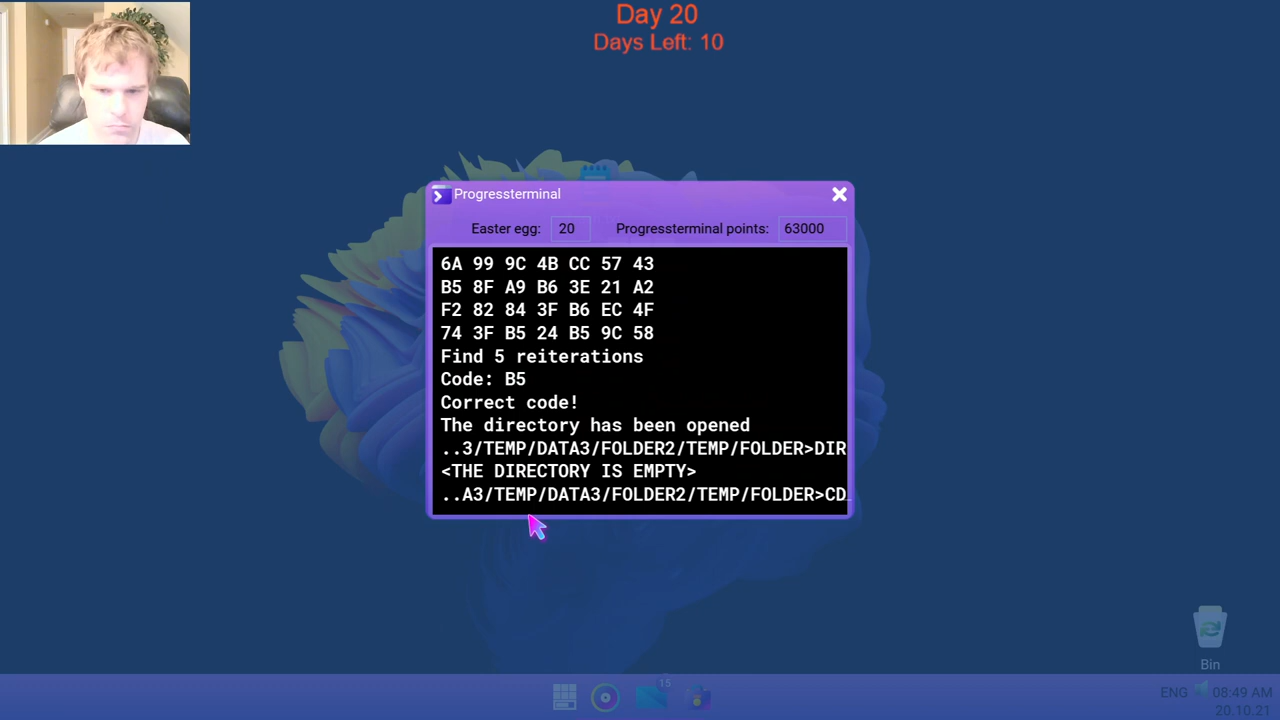 Day 20
Days Left: 10
Progressterminal
Easter egg: 20 Progressterminal points: 63000
6A 99 9C 4B CC 57 43
B5 8F A9 B6 3E 21 A2
F2 82 84 3F B6 EC 4F
74 3F B5 24 B5 9C 58
Find 5 reiterations
Code: B5
Correct code!
The directory has been opened
..3/TEMP/DATA3/FOLDER2/TEMP/FOLDER>DIR
<THE DIRECTORY IS EMPTY>
..A3/TEMP/DATA3/FOLDER2/TEMP/FOLDER>CD_
Bin
15
ENG 08:49 AM
20.10.21